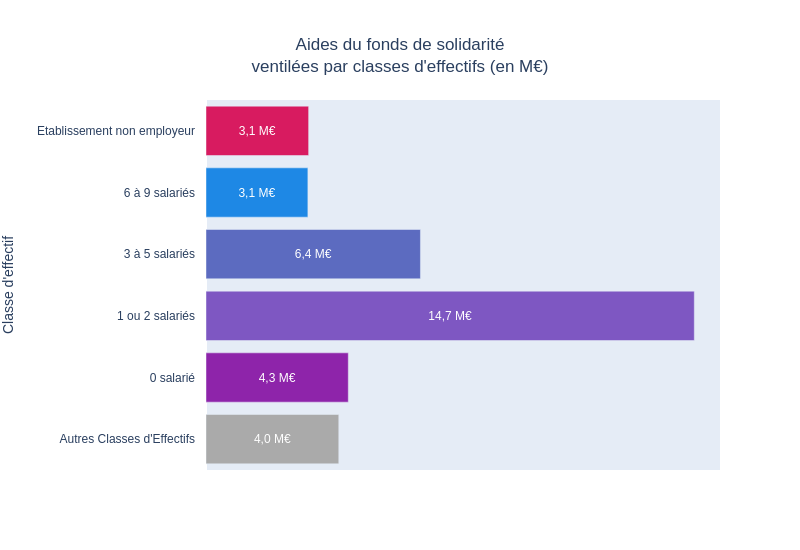 Aides du fonds de solidarité
ventilées par classes d'effectifs (en M€)
Classe d'effectif
Etablissement non employeur
3,1 M€
6 à 9 salariés
3,1 M€
3 à 5 salariés
6,4 M€
1 ou 2 salariés
14,7 M€
0 salarié
4,3 M€
Autres Classes d'Effectifs
4,0 M€